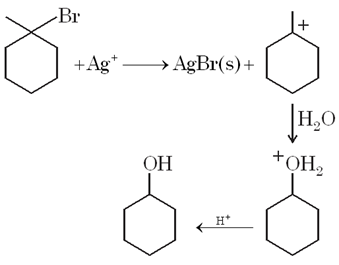 Br
+Ag⁺ ⟶ AgBr(s)+
+
H₂O
OH
⁺OH₂
H⁺